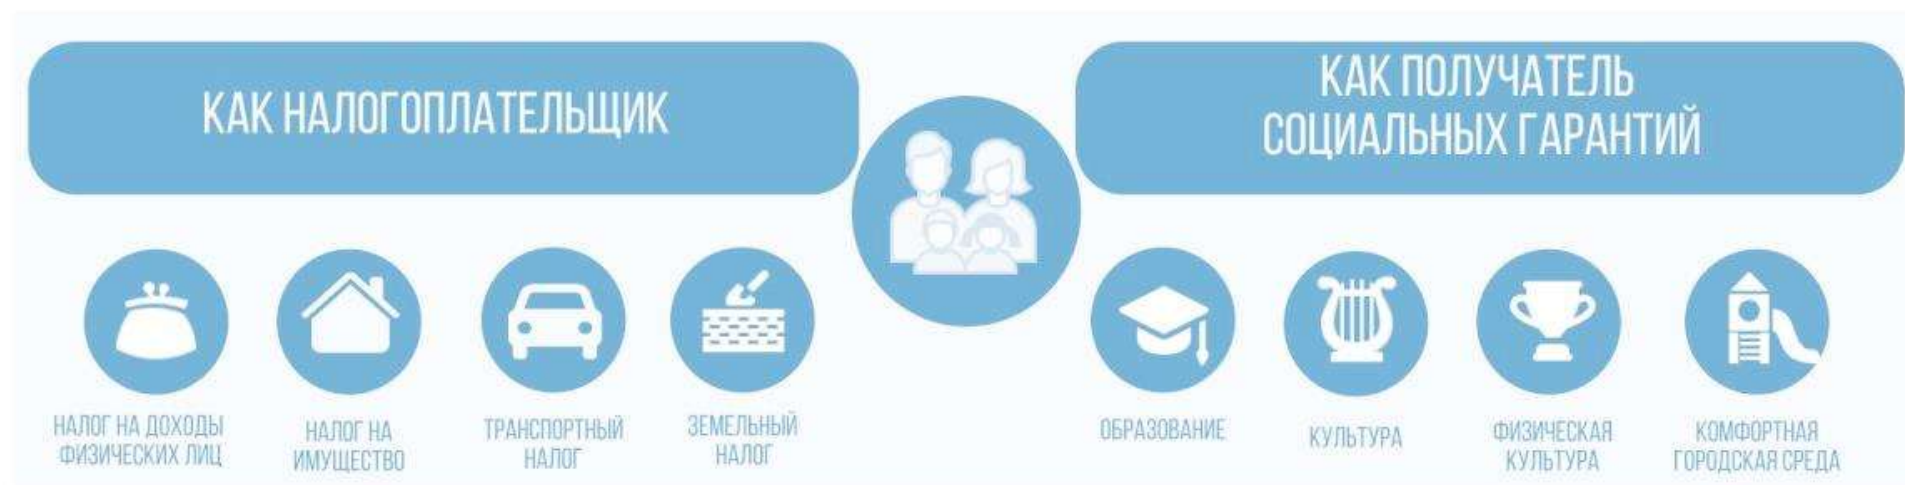 КАК НАЛОГОПЛАТЕЛЬЩИК
КАК ПОЛУЧАТЕЛЬ
СОЦИАЛЬНЫХ ГАРАНТИЙ
НАЛОГ НА ДОХОДЫ
ФИЗИЧЕСКИХ ЛИЦ
НАЛОГ НА
ИМУЩЕСТВО
ТРАНСПОРТНЫЙ
НАЛОГ
ЗЕМЕЛЬНЫЙ
НАЛОГ
ОБРАЗОВАНИЕ
КУЛЬТУРА
ФИЗИЧЕСКАЯ
КУЛЬТУРА
КОМФОРТНАЯ
ГОРОДСКАЯ СРЕДА